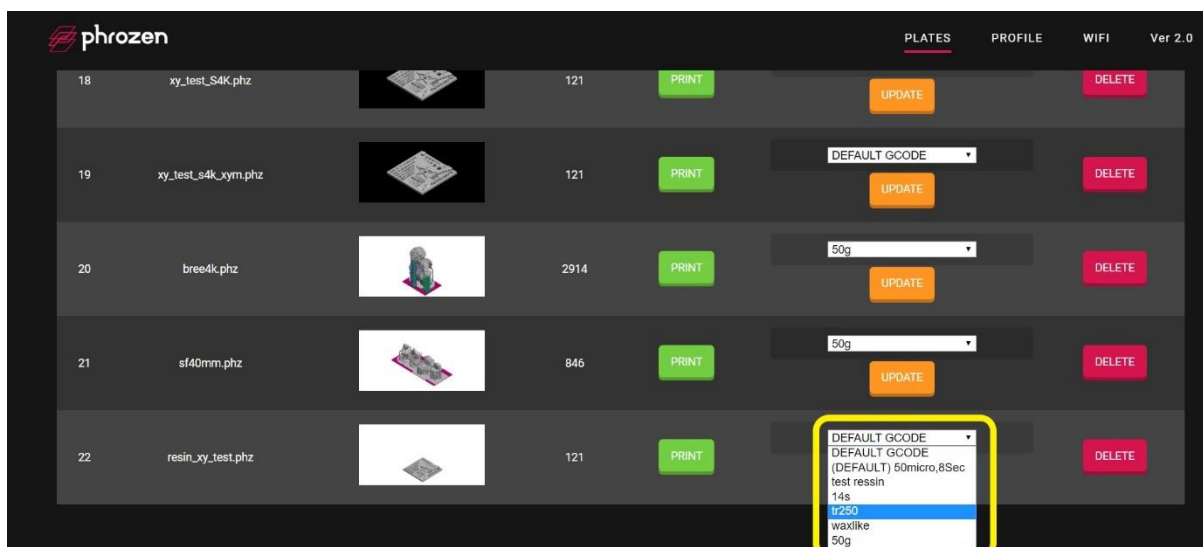 phrozen
PLATES PROFILE WIFI Ver 2.0
18 xy_test_S4K.phz 121 PRINT UPDATE DELETE
19 xy_test_s4k_xym.phz 121 PRINT DEFAULT GCODE UPDATE DELETE
20 bree4k.phz 2914 PRINT 50g UPDATE DELETE
21 sf40mm.phz 846 PRINT 50g UPDATE DELETE
22 resin_xy_test.phz 121 PRINT DEFAULT GCODE DELETE
DEFAULT GCODE
(DEFAULT) 50micro,8Sec
test ressin
14s
tr250
waxlike
50g